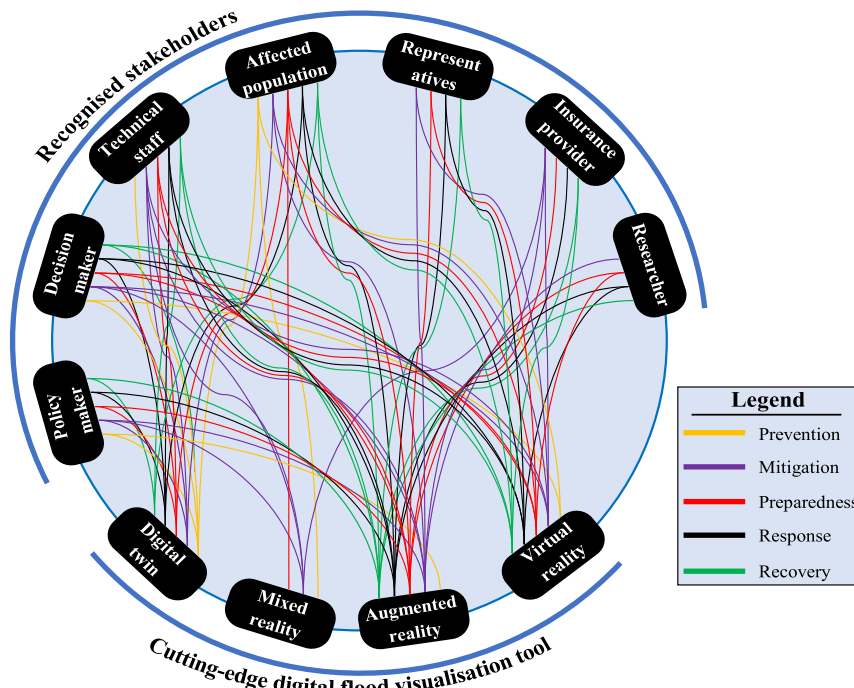 Recognised stakeholders
Affected
population
Represent
atives
Technical
staff
Insurance
provider
Decision
maker
Researcher
Policy
maker
Legend
Prevention
Mitigation
Preparedness
Response
Recovery
Digital
twin
Mixed
reality
Augmented
reality
Virtual
reality
Cutting-edge digital flood visualisation tool